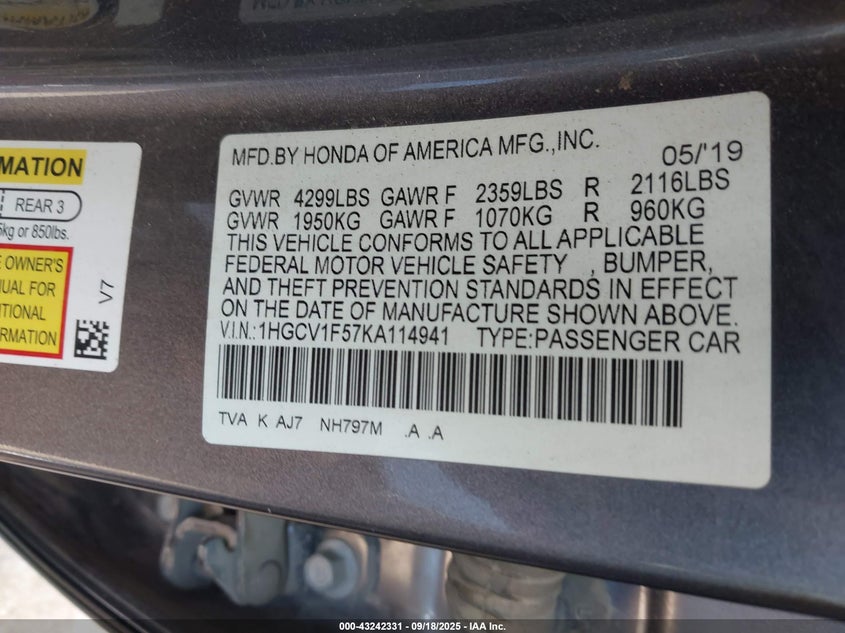 MFD.BY HONDA OF AMERICA MFG.,INC. 05/'19
GVWR 4299LBS GAWR F 2359LBS R 2116LBS
GVWR 1950KG GAWR F 1070KG R 960KG
THIS VEHICLE CONFORMS TO ALL APPLICABLE
FEDERAL MOTOR VEHICLE SAFETY , BUMPER,
AND THEFT PREVENTION STANDARDS IN EFFECT
ON THE DATE OF MANUFACTURE SHOWN ABOVE.
V.I.N.:1HGCV1F57KA114941 TYPE:PASSENGER CAR
TVA K AJ7 NH797M .A .A
MATION
REAR 3
kg or 850lbs.
OWNER'S
UAL FOR
ITIONAL
RMATION
V7
000-43242331 - 09/18/2025 - IAA Inc.